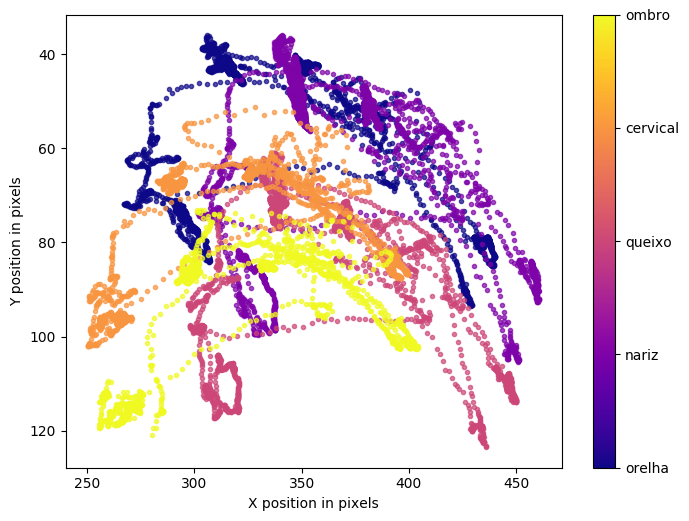 40
60
80
100
120
Y position in pixels
250
300
350
400
450
X position in pixels
ombro
cervical
queixo
nariz
orelha